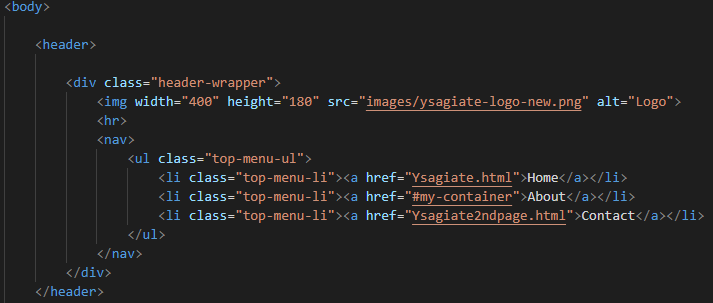 <body>
<header>
<div class="header-wrapper">
<img width="400" height="180" src="images/ysagiate-logo-new.png" alt="Logo">
<hr>
<nav>
<ul class="top-menu-ul">
<li class="top-menu-li"><a href="Ysagiate.html">Home</a></li>
<li class="top-menu-li"><a href="#my-container">About</a></li>
<li class="top-menu-li"><a href="Ysagiate2ndpage.html">Contact</a></li>
</ul>
</nav>
</div>
</header>